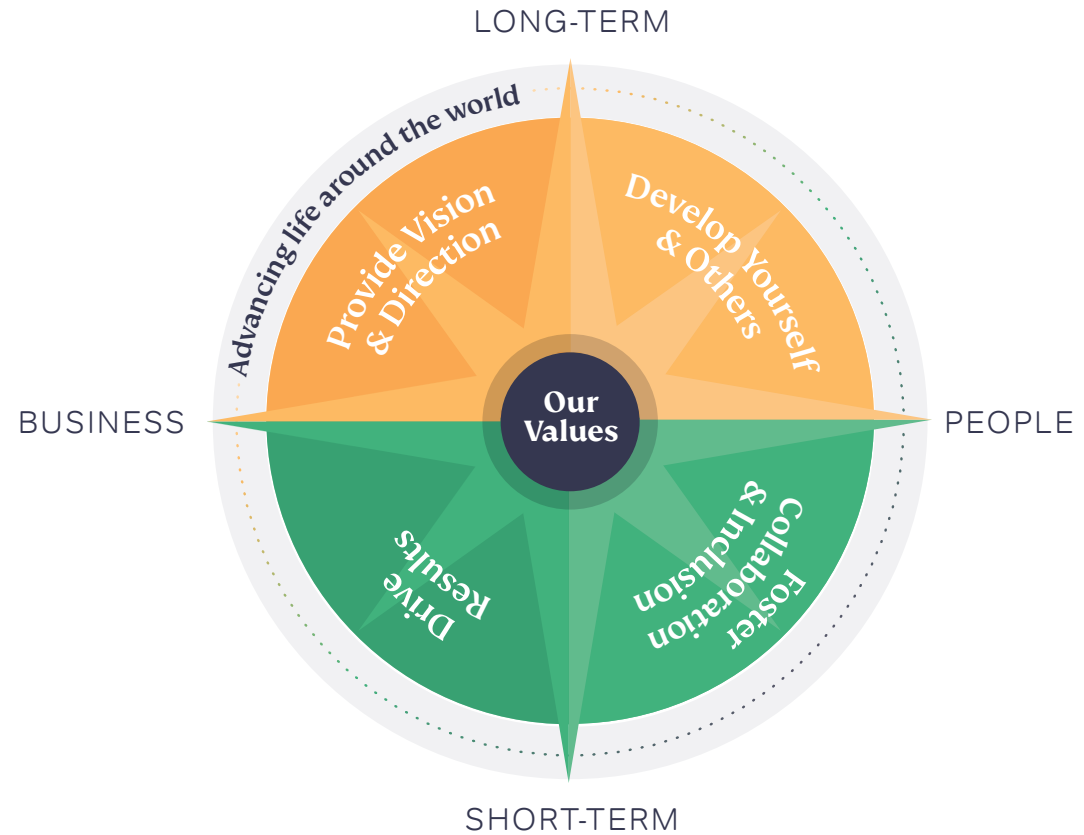 LONG-TERM
Advancing life around the world
Provide Vision
& Direction
Develop Yourself
& Others
BUSINESS
Our
Values
PEOPLE
Drive
Results
Foster
Collaboration
& Inclusion
SHORT-TERM